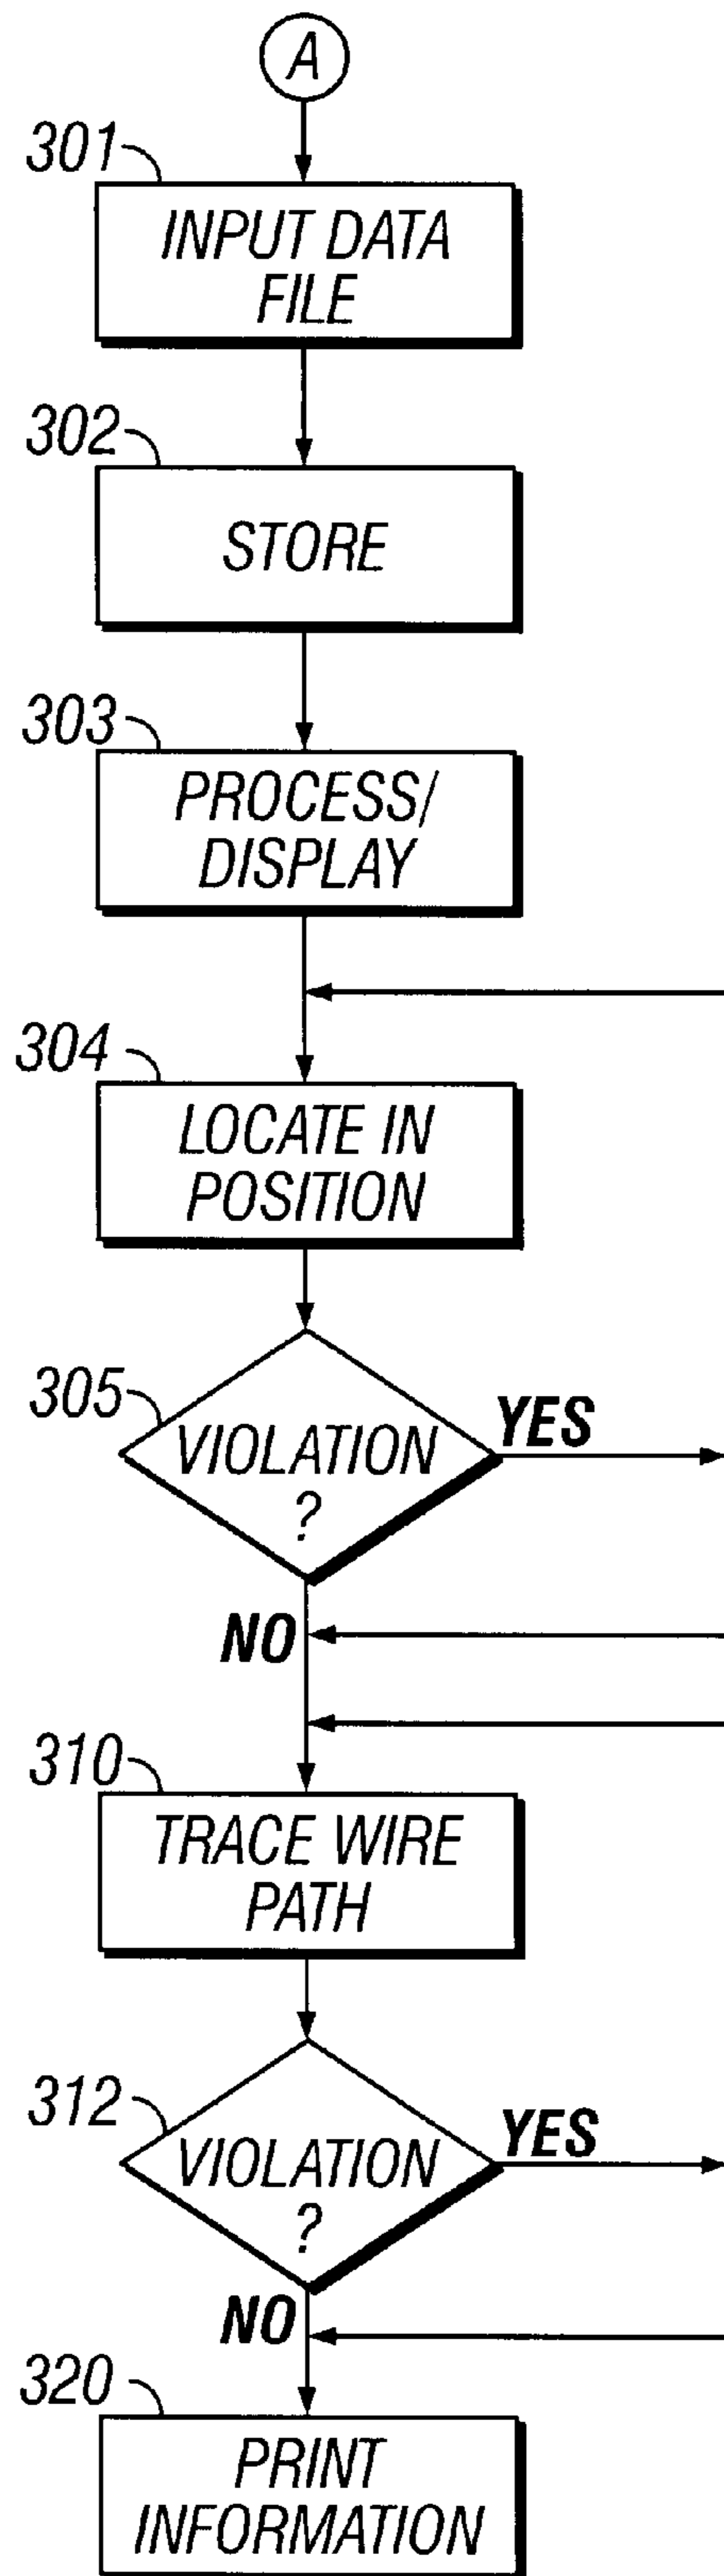 A
301
INPUT DATA
FILE
302
STORE
303
PROCESS/
DISPLAY
304
LOCATE IN
POSITION
305
VIOLATION
?
YES
NO
310
TRACE WIRE
PATH
312
VIOLATION
?
YES
NO
320
PRINT
INFORMATION